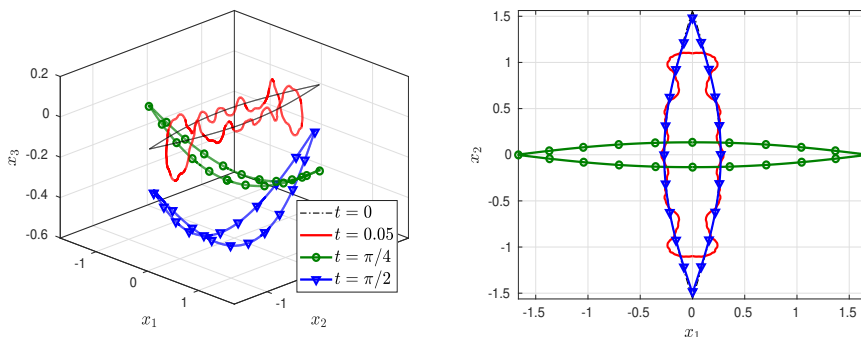 0.2
0
-0.2
-0.4
-0.6
x3
-1
0
1
x1
-1
x2
t = 0
t = 0.05
t = π/4
t = π/2
1.5
1
0.5
0
-0.5
-1
-1.5
x2
-1.5 -1 -0.5 0 0.5 1 1.5
x1